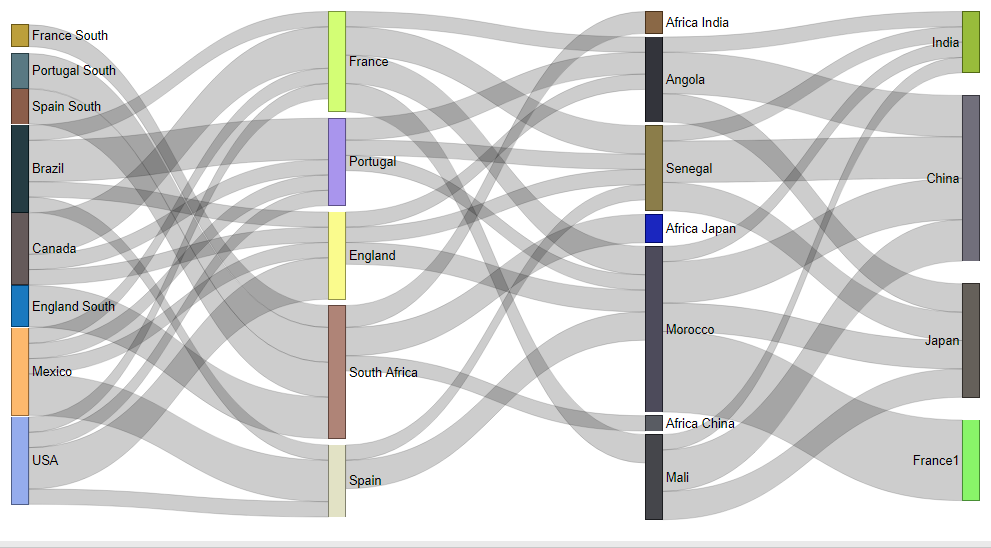 France South
Portugal South
Spain South
Brazil
Canada
England South
Mexico
USA
France
Portugal
England
South Africa
Spain
Africa India
Angola
Senegal
Africa Japan
Morocco
Africa China
Mali
India
China
Japan
France1